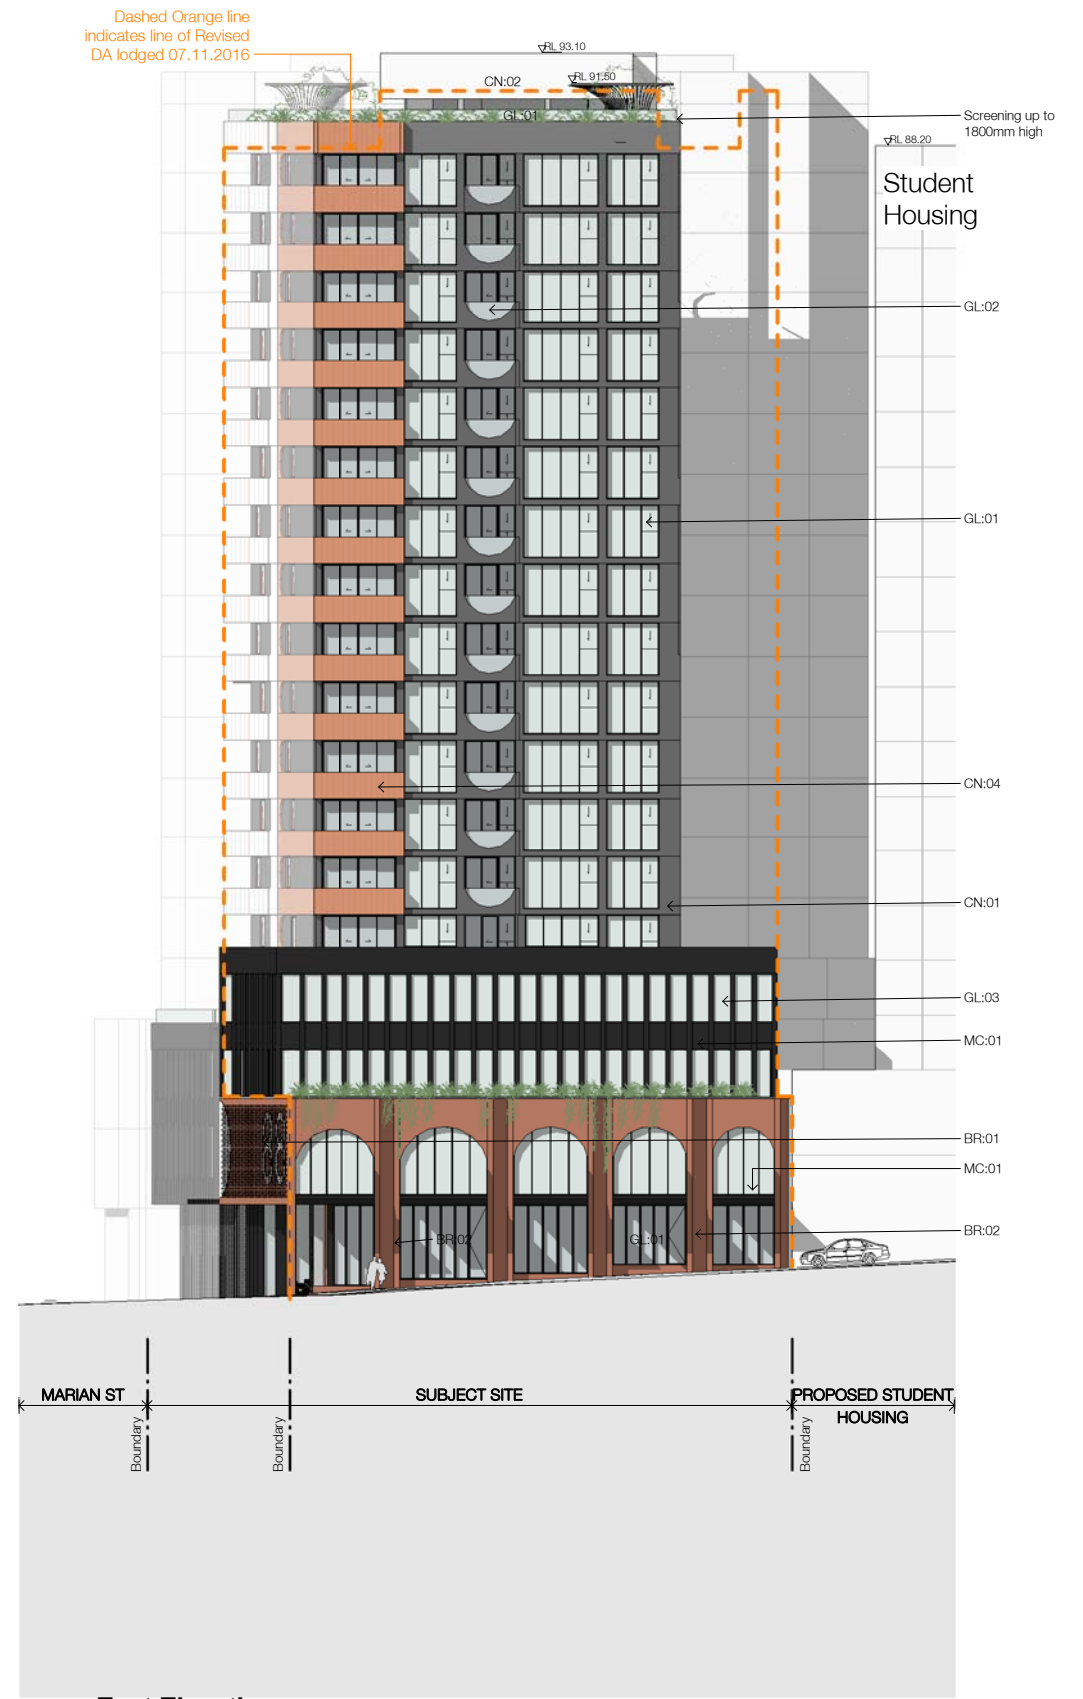 Dashed Orange line
indicates line of Revised
DA lodged 07.11.2016
RL 93.10
CN:02
RL 91.50
GL:01
Screening up to
1800mm high
RL 88.20
Student
Housing
GL:02
GL:01
CN:04
CN:01
GL:03
MC:01
BR:01
MC:01
BR:02
BR:02
GL:01
MARIAN ST
SUBJECT SITE
PROPOSED STUDENT
HOUSING
Boundary
Boundary
Boundary